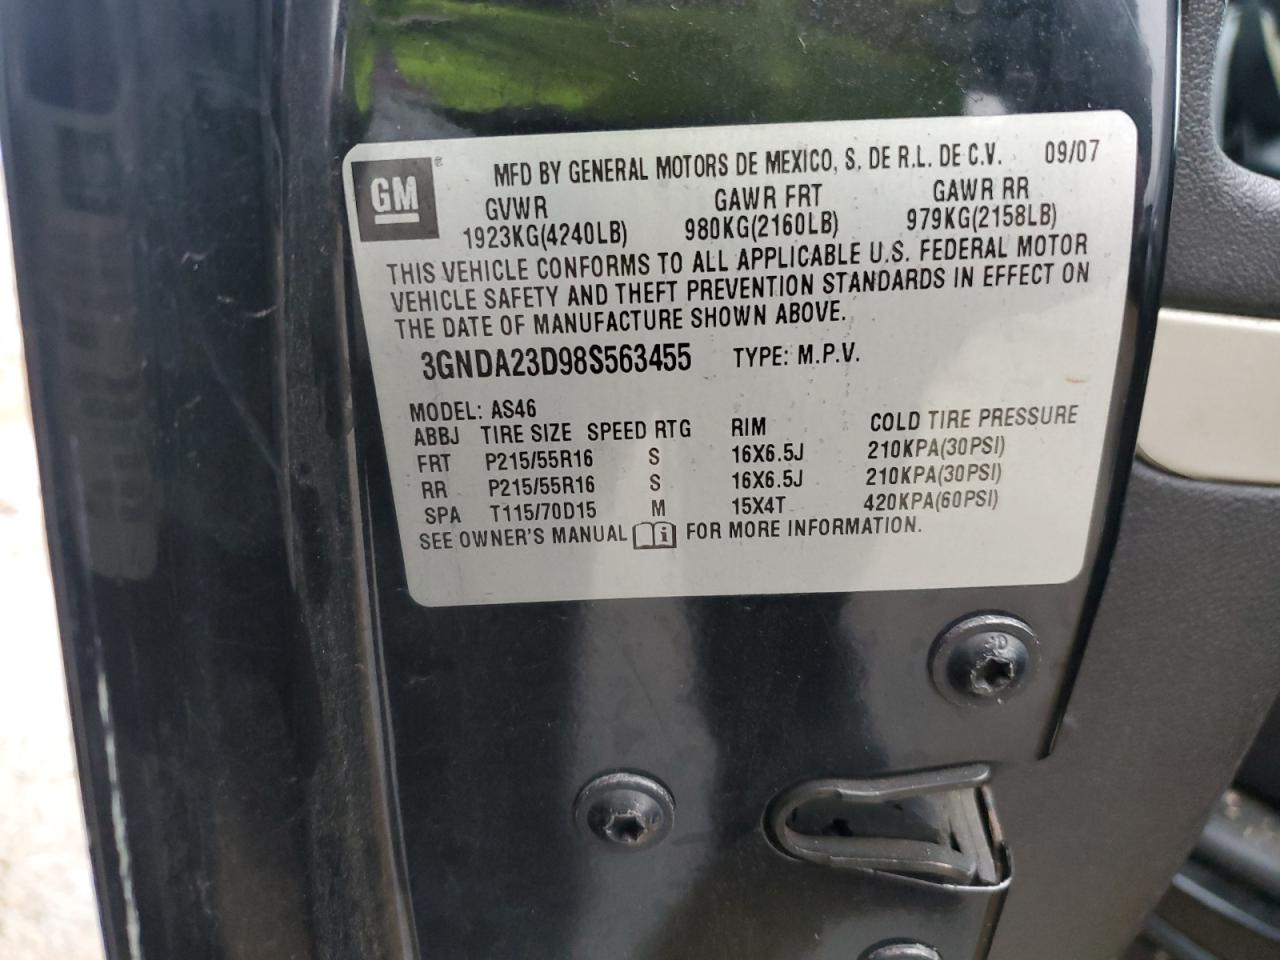 GM®
MFD BY GENERAL MOTORS DE MEXICO, S. DE R.L. DE C.V. 09/07
GVWR GAWR FRT GAWR RR
1923KG(4240LB) 980KG(2160LB) 979KG(2158LB)
THIS VEHICLE CONFORMS TO ALL APPLICABLE U.S. FEDERAL MOTOR
VEHICLE SAFETY AND THEFT PREVENTION STANDARDS IN EFFECT ON
THE DATE OF MANUFACTURE SHOWN ABOVE.
3GNDA23D98S563455 TYPE: M.P.V.
MODEL: AS46
ABBJ TIRE SIZE SPEED RTG RIM COLD TIRE PRESSURE
FRT P215/55R16 S 16X6.5J 210KPA(30PSI)
RR P215/55R16 S 16X6.5J 210KPA(30PSI)
SPA T115/70D15 M 15X4T 420KPA(60PSI)
SEE OWNER'S MANUAL i FOR MORE INFORMATION.